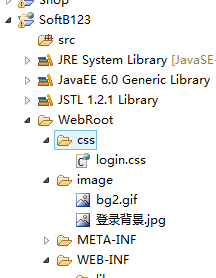 SoftB123
src
JRE System Library [JavaSE-
JavaEE 6.0 Generic Library
JSTL 1.2.1 Library
WebRoot
css
login.css
image
bg2.gif
登录背景.jpg
META-INF
WEB-INF